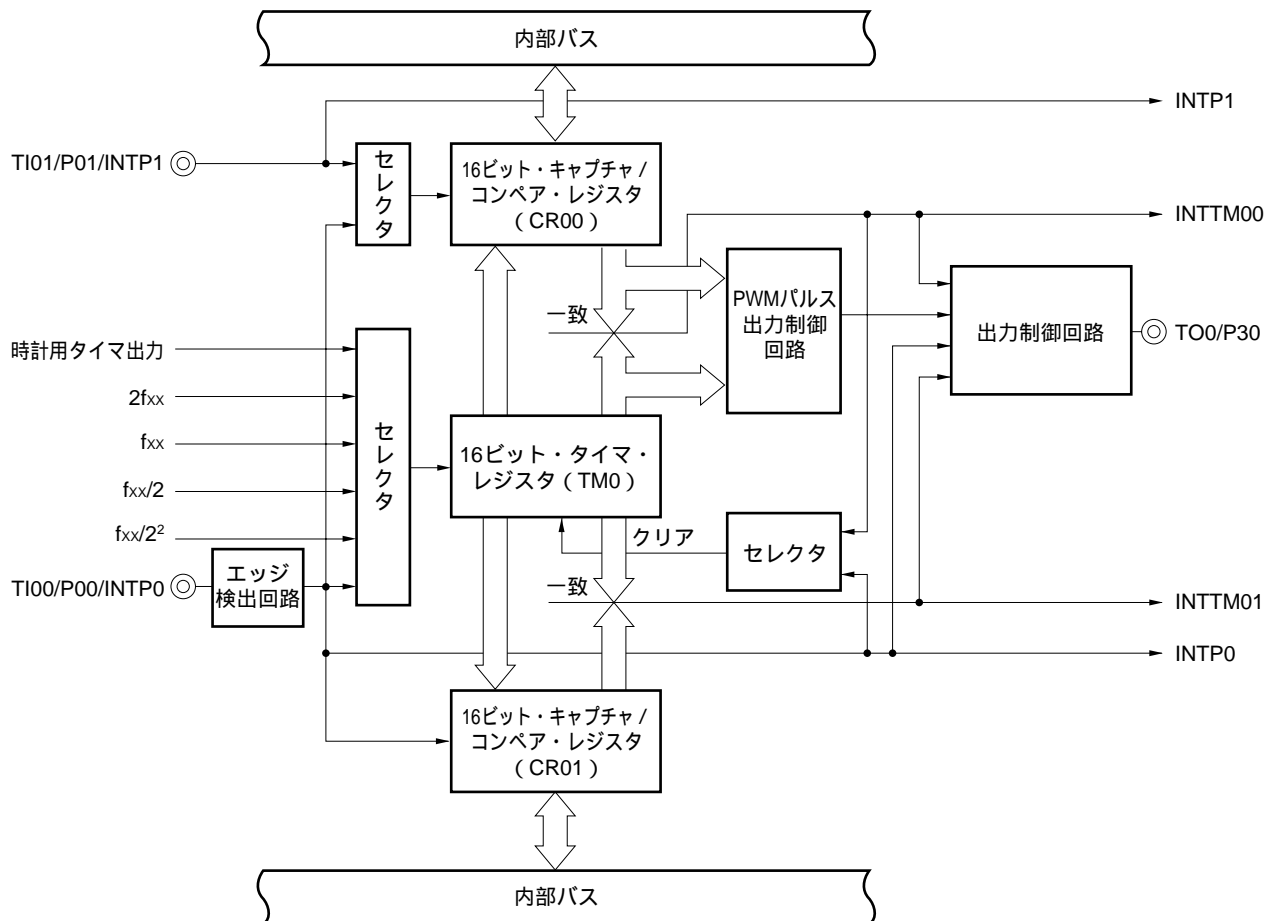 内部バス
INTP1
TI01/P01/INTP1
セレクタ
16ビット・キャプチャ/
コンペア・レジスタ
(CR00)
INTTM00
一致
PWMパルス
出力制御
回路
出力制御回路
TO0/P30
時計用タイマ出力
2fxx
fxx
fxx/2
fxx/2²
セレクタ
16ビット・タイマ・
レジスタ(TM0)
クリア
セレクタ
TI00/P00/INTP0
エッジ
検出回路
一致
INTTM01
INTP0
16ビット・キャプチャ/
コンペア・レジスタ
(CR01)
内部バス